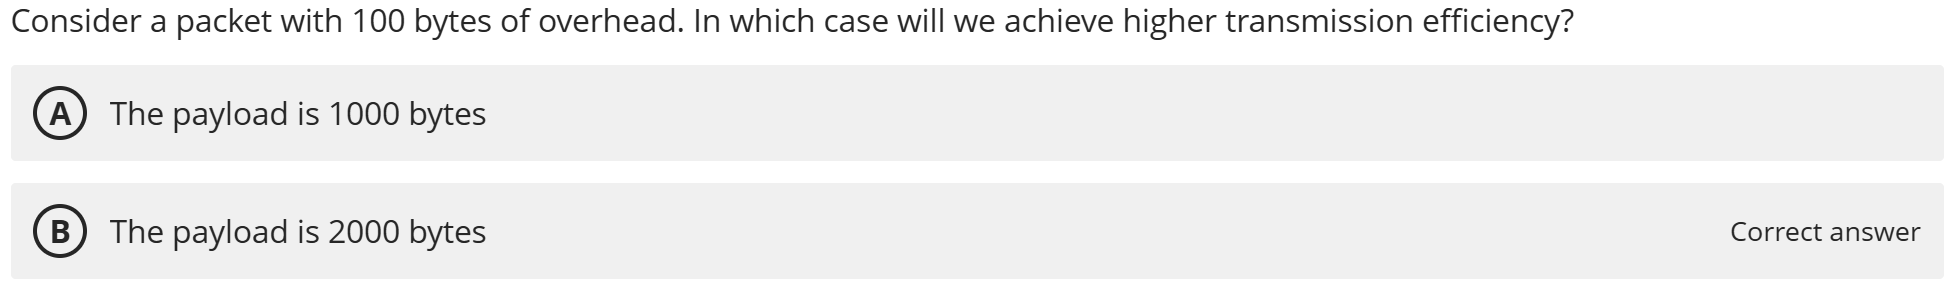 Consider a packet with 100 bytes of overhead. In which case will we achieve higher transmission efficiency?
A The payload is 1000 bytes
B The payload is 2000 bytes Correct answer